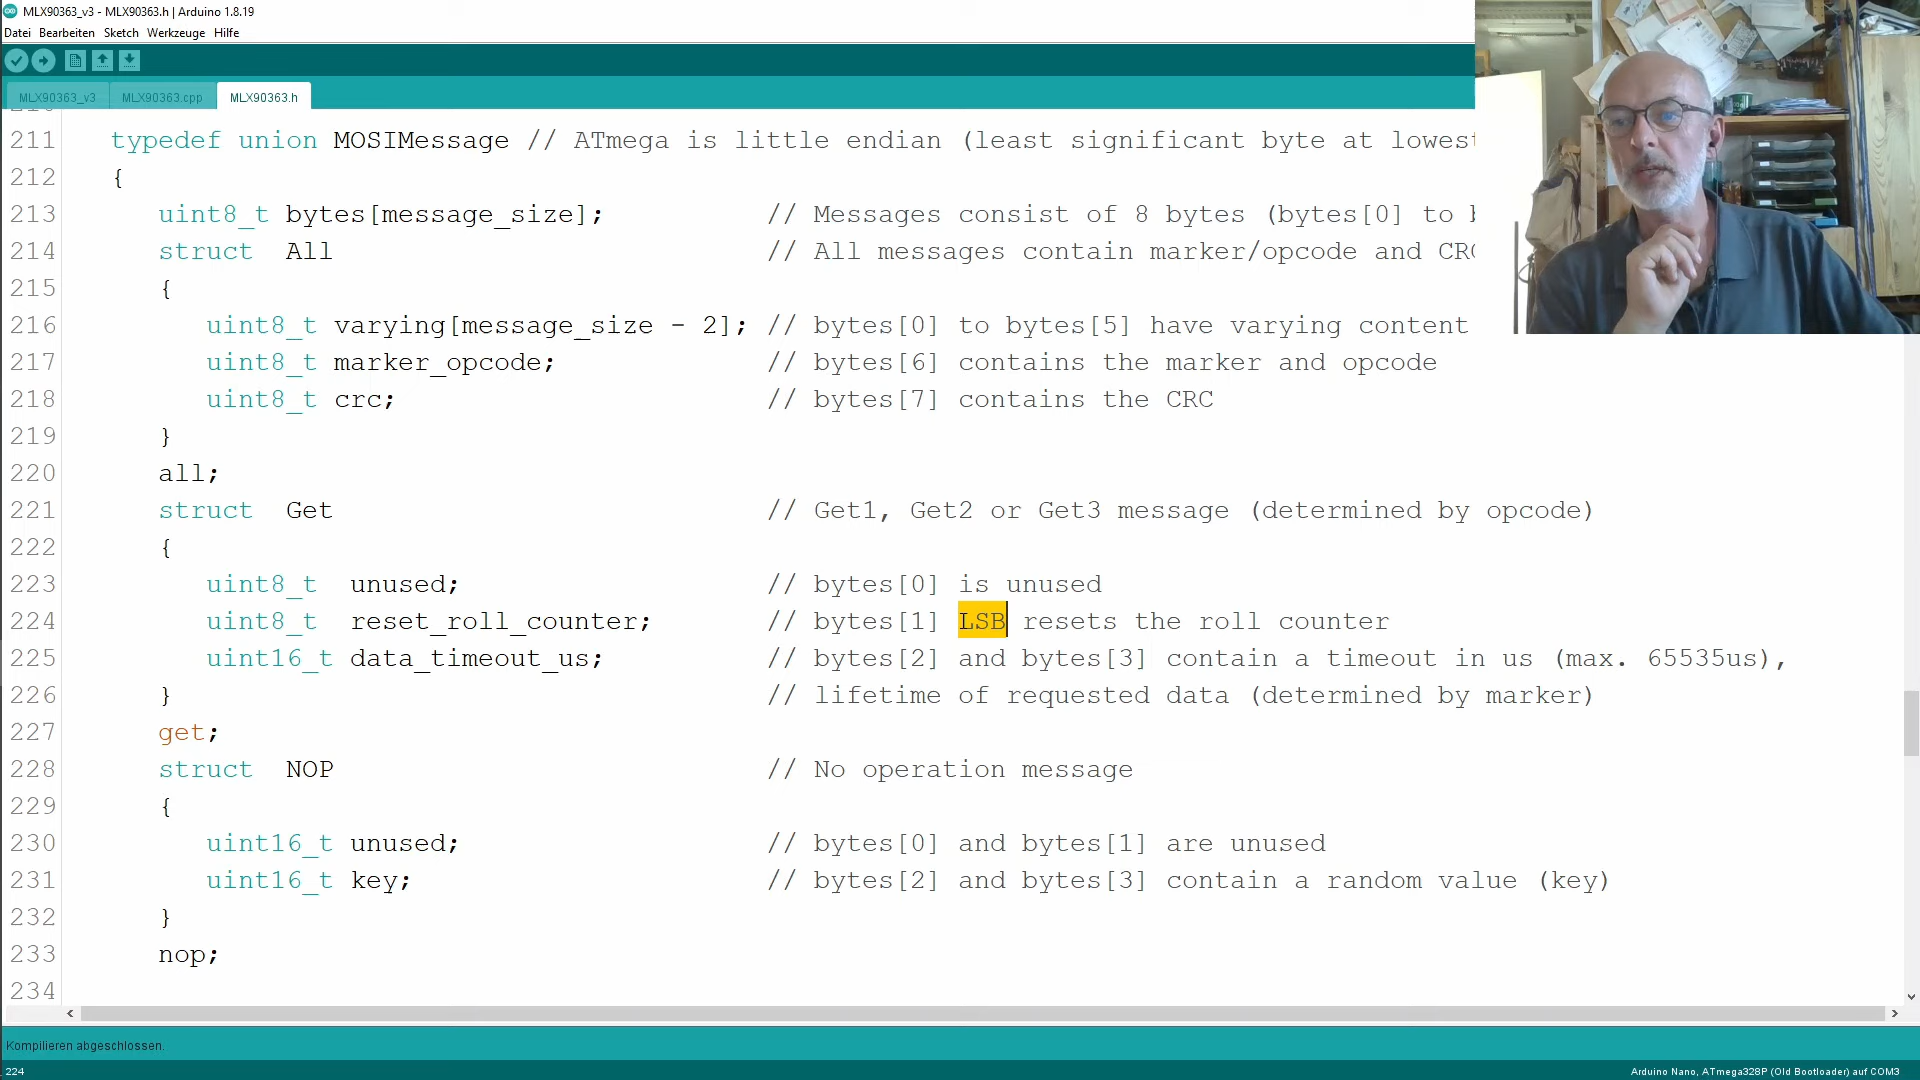 MLX90363_v3 - MLX90363.h | Arduino 1.8.19
Datei Bearbeiten Sketch Werkzeuge Hilfe
MLX90363_v3 MLX90363.cpp MLX90363.h
211 typedef union MOSIMessage // ATmega is little endian (least significant byte at lowest
212 {
213 uint8_t bytes[message_size]; // Messages consist of 8 bytes (bytes[0] to
214 struct All // All messages contain marker/opcode and CRC
215 {
216 uint8_t varying[message_size - 2]; // bytes[0] to bytes[5] have varying content
217 uint8_t marker_opcode; // bytes[6] contains the marker and opcode
218 uint8_t crc; // bytes[7] contains the CRC
219 }
220 all;
221 struct Get // Get1, Get2 or Get3 message (determined by opcode)
222 {
223 uint8_t unused; // bytes[0] is unused
224 uint8_t reset_roll_counter; // bytes[1] LSB resets the roll counter
225 uint16_t data_timeout_us; // bytes[2] and bytes[3] contain a timeout in us (max. 65535us),
226 } // lifetime of requested data (determined by marker)
227 get;
228 struct NOP // No operation message
229 {
230 uint16_t unused; // bytes[0] and bytes[1] are unused
231 uint16_t key; // bytes[2] and bytes[3] contain a random value (key)
232 }
233 nop;
234
Kompilieren abgeschlossen.
224 Arduino Nano, ATmega328P (Old Bootloader) auf COM3